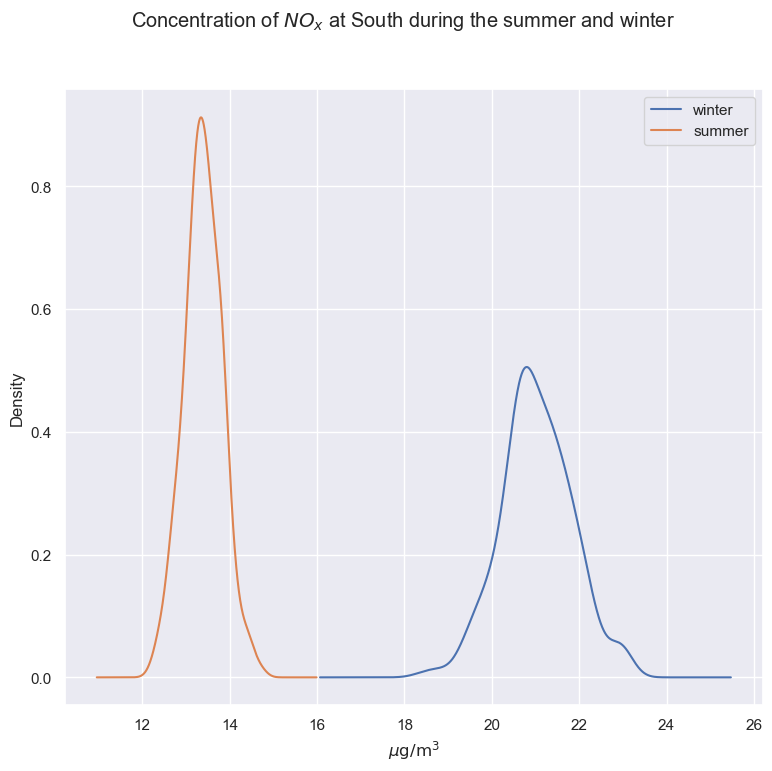 Concentration of $NO_x$ at South during the summer and winter
winter
summer
Density
0.8
0.6
0.4
0.2
0.0
12 14 16 18 20 22 24 26
μg/m³